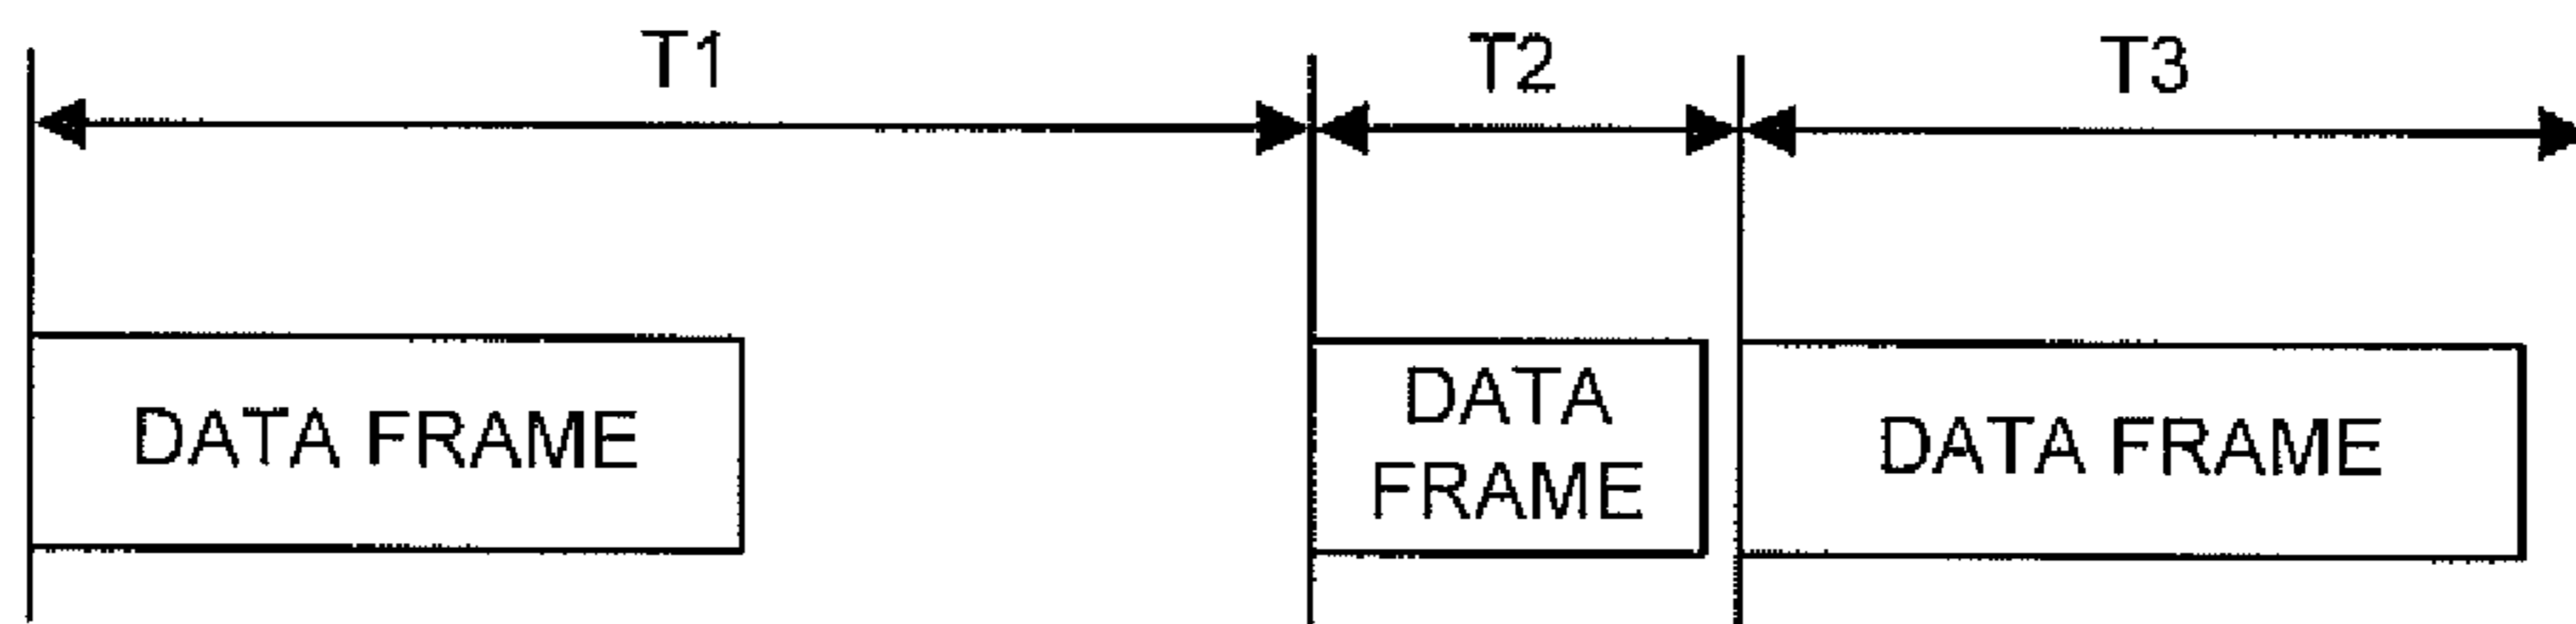 T1 T2 T3
DATA FRAME
DATA
FRAME
DATA FRAME